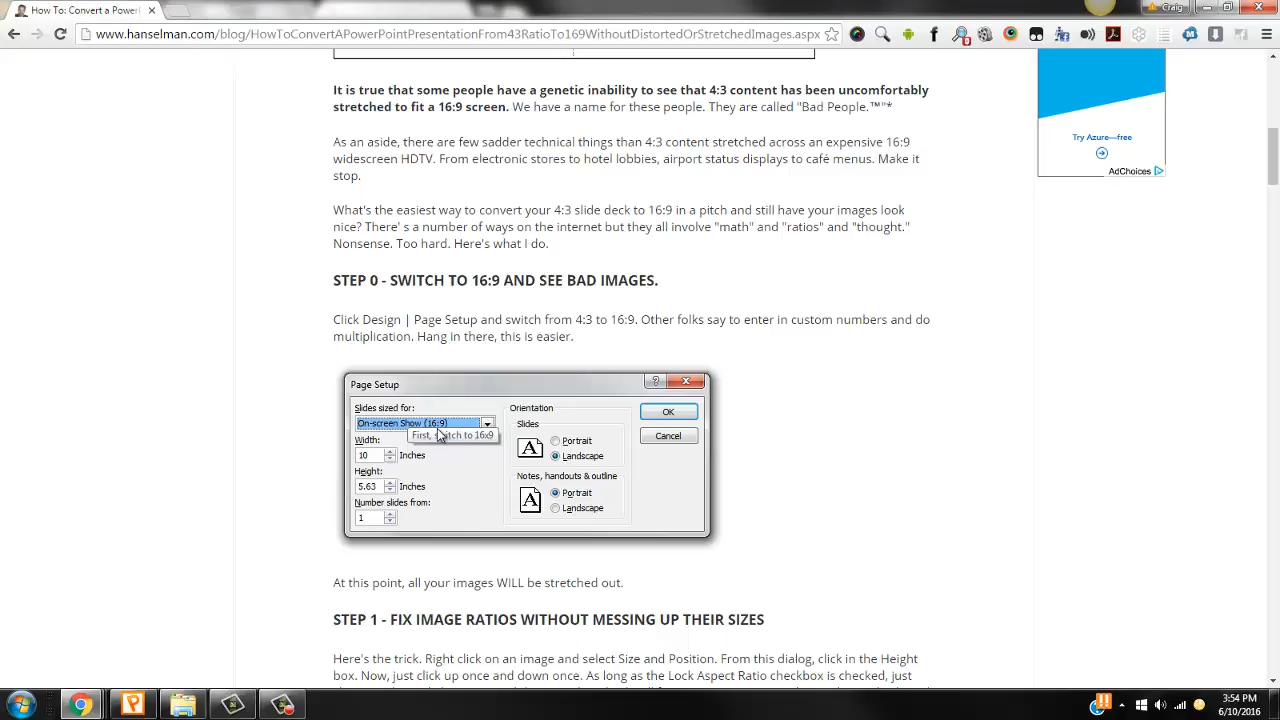 How To: Convert a Power
Craig
www.hanselman.com/blog/HowToConvertAPowerPointPresentationFrom43RatioTo169WithoutDistortedOrStretchedImages.aspx
It is true that some people have a genetic inability to see that 4:3 content has been uncomfortably
stretched to fit a 16:9 screen. We have a name for these people. They are called "Bad People.™"*
As an aside, there are few sadder technical things than 4:3 content stretched across an expensive 16:9
widescreen HDTV. From electronic stores to hotel lobbies, airport status displays to café menus. Make it
stop.
What's the easiest way to convert your 4:3 slide deck to 16:9 in a pitch and still have your images look
nice? There' s a number of ways on the internet but they all involve "math" and "ratios" and "thought."
Nonsense. Too hard. Here's what I do.
STEP 0 - SWITCH TO 16:9 AND SEE BAD IMAGES.
Click Design | Page Setup and switch from 4:3 to 16:9. Other folks say to enter in custom numbers and do
multiplication. Hang in there, this is easier.
Page Setup
Slides sized for:
On-screen Show (16:9)
First, switch to 16x9
Width:
10 Inches
Height:
5.63 Inches
Number slides from:
1
Orientation
Slides
A
Portrait
Landscape
Notes, handouts & outline
A
Portrait
Landscape
OK
Cancel
At this point, all your images WILL be stretched out.
STEP 1 - FIX IMAGE RATIOS WITHOUT MESSING UP THEIR SIZES
Here's the trick. Right click on an image and select Size and Position. From this dialog, click in the Height
box. Now, just click up once and down once. As long as the Lock Aspect Ratio checkbox is checked, just
Try Azure—free
AdChoices
3:54 PM
6/10/2016